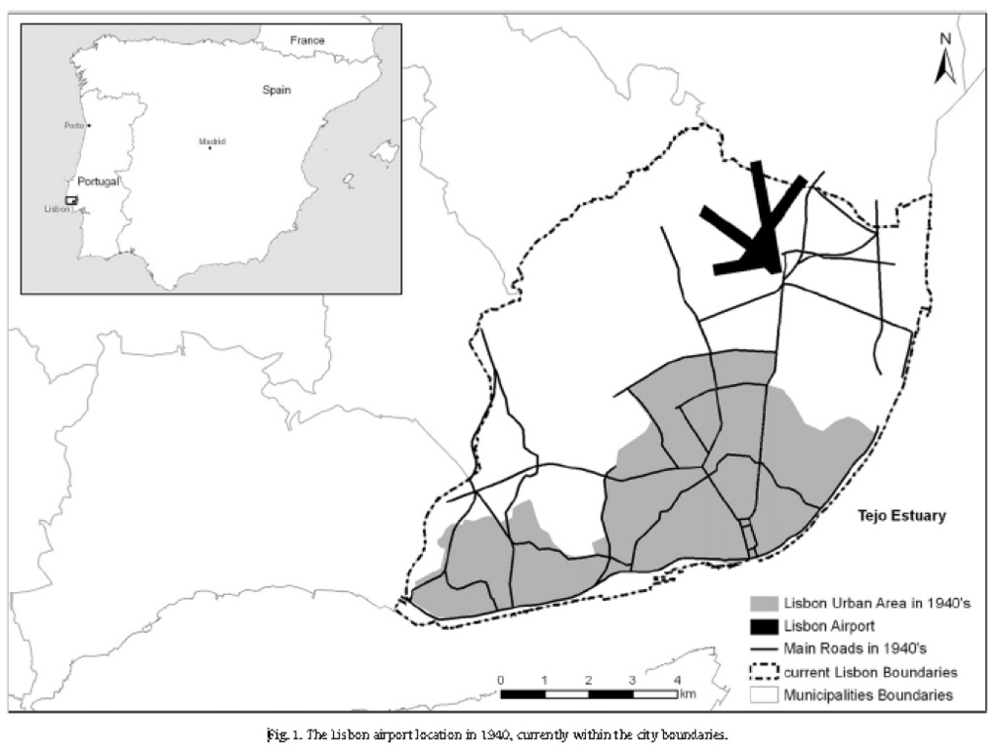 France
Spain
Porto
Madrid
Portugal
Lisbon
N
Tejo Estuary
Lisbon Urban Area in 1940's
Lisbon Airport
Main Roads in 1940's
current Lisbon Boundaries
Municipalities Boundaries
0 1 2 3 4
km
Fig. 1. The Lisbon airport location in 1940, currently within the city boundaries.